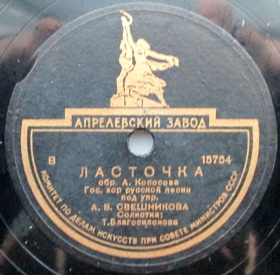 АПРЕЛЕВСКИЙ ЗАВОД
В 15754
ЛАСТОЧКА
обр. А. Колосова
Гос. хор русской песни
под упр.
А. В. СВЕШНИКОВА
Солистка:
Т. Благосклонова
КОМИТЕТ ПО ДЕЛАМ ИСКУССТВ ПРИ СОВЕТЕ МИНИСТРОВ СССР